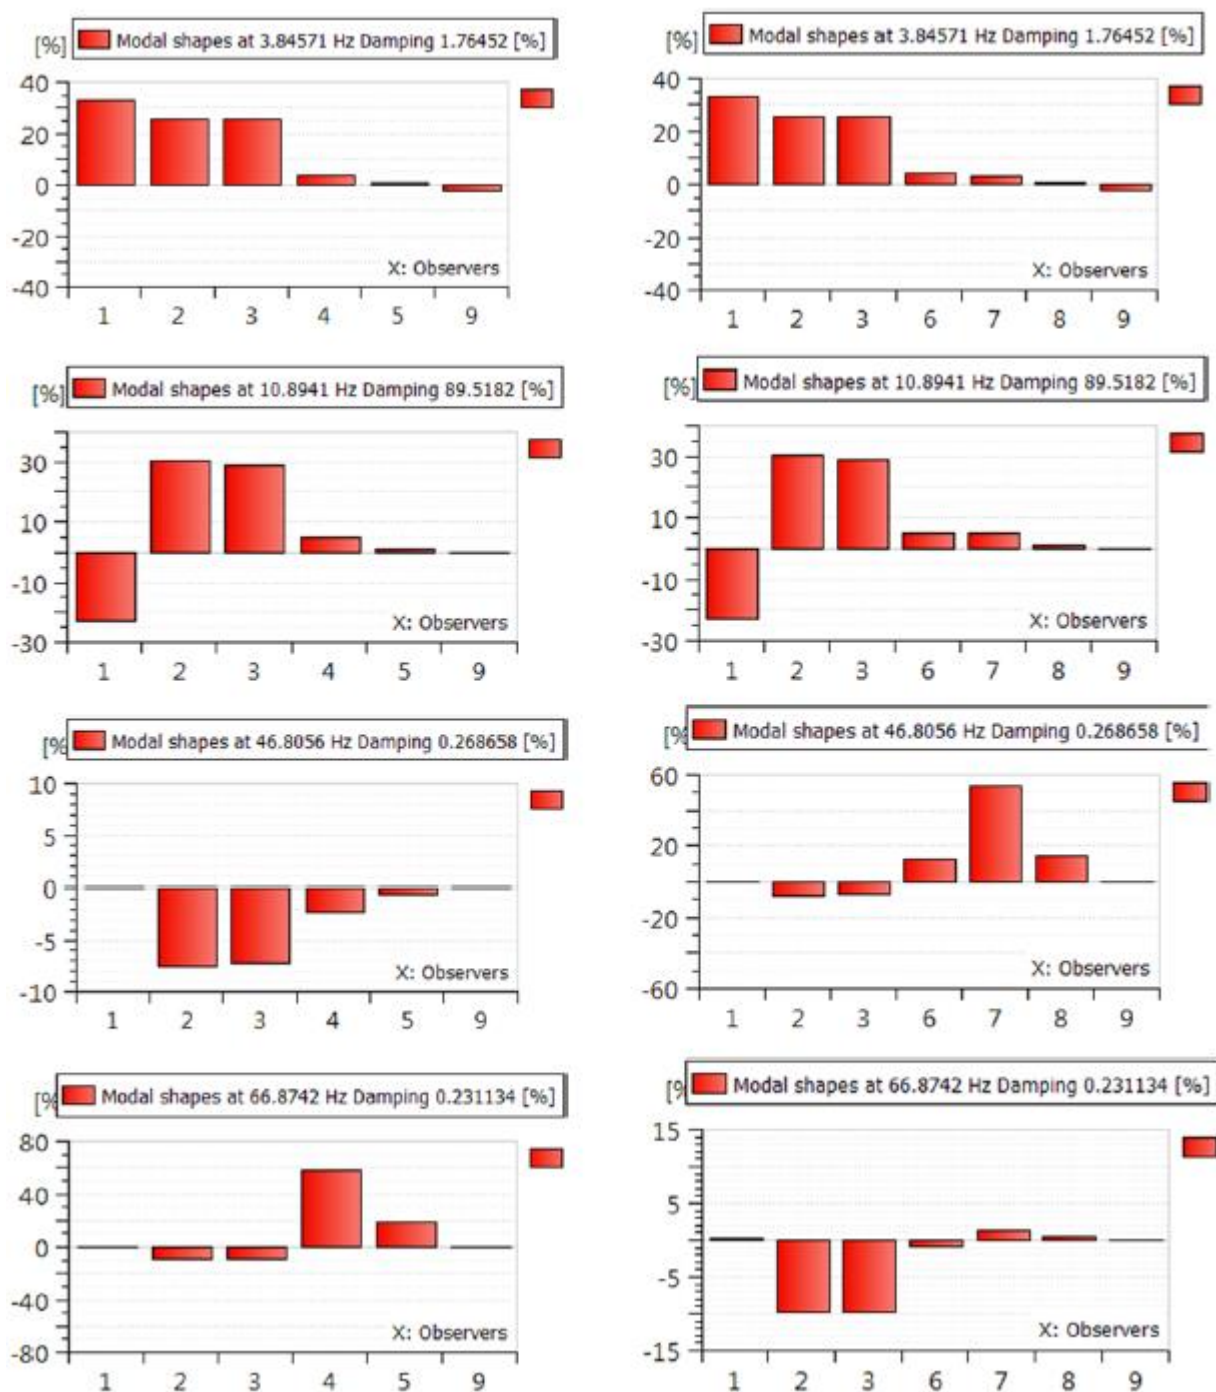 [%] Modal shapes at 3.84571 Hz Damping 1.76452 [%]
40
20
0
-20
-40
X: Observers
1 2 3 4 5 9
[%] Modal shapes at 3.84571 Hz Damping 1.76452 [%]
40
20
0
-20
-40
X: Observers
1 2 3 6 7 8 9
[%] Modal shapes at 10.8941 Hz Damping 89.5182 [%]
30
10
-10
-30
X: Observers
1 2 3 4 5 9
[%] Modal shapes at 10.8941 Hz Damping 89.5182 [%]
30
10
-10
-30
X: Observers
1 2 3 6 7 8 9
[% Modal shapes at 46.8056 Hz Damping 0.268658 [%]
10
5
0
-5
-10
X: Observers
1 2 3 4 5 9
[% Modal shapes at 46.8056 Hz Damping 0.268658 [%]
60
20
-20
-60
X: Observers
1 2 3 6 7 8 9
[% Modal shapes at 66.8742 Hz Damping 0.231134 [%]
80
40
0
-40
-80
X: Observers
1 2 3 4 5 9
[% Modal shapes at 66.8742 Hz Damping 0.231134 [%]
15
5
-5
-15
X: Observers
1 2 3 6 7 8 9